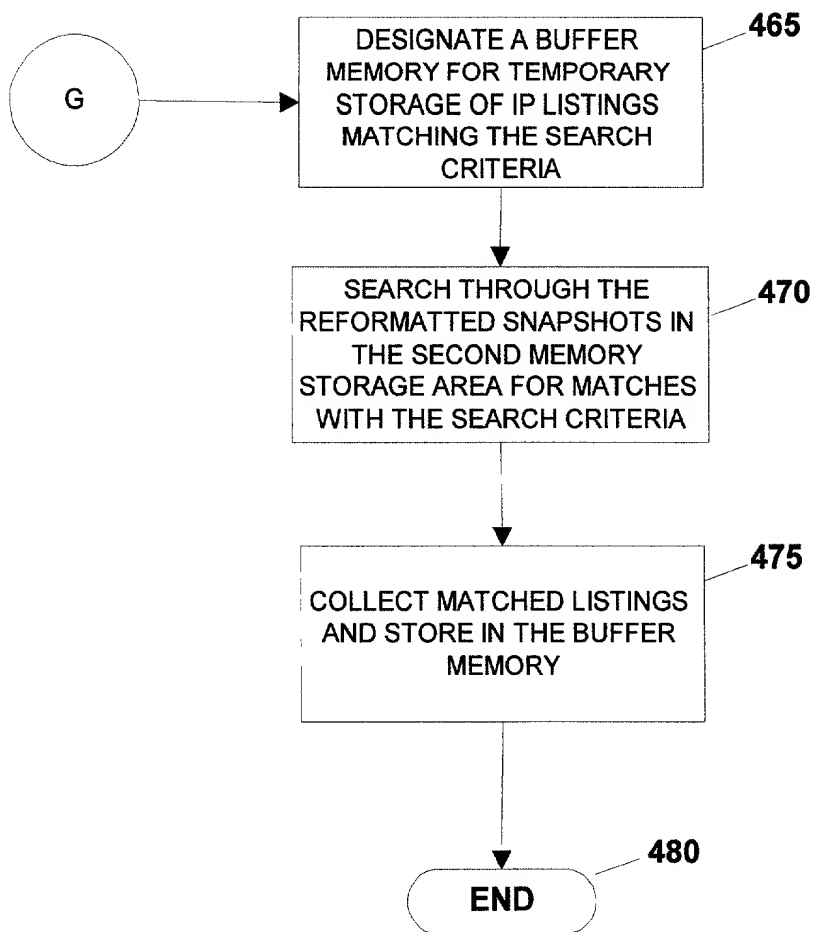 G
DESIGNATE A BUFFER
MEMORY FOR TEMPORARY
STORAGE OF IP LISTINGS
MATCHING THE SEARCH
CRITERIA
465
SEARCH THROUGH THE
REFORMATTED SNAPSHOTS IN
THE SECOND MEMORY
STORAGE AREA FOR MATCHES
WITH THE SEARCH CRITERIA
470
COLLECT MATCHED LISTINGS
AND STORE IN THE BUFFER
MEMORY
475
END
480